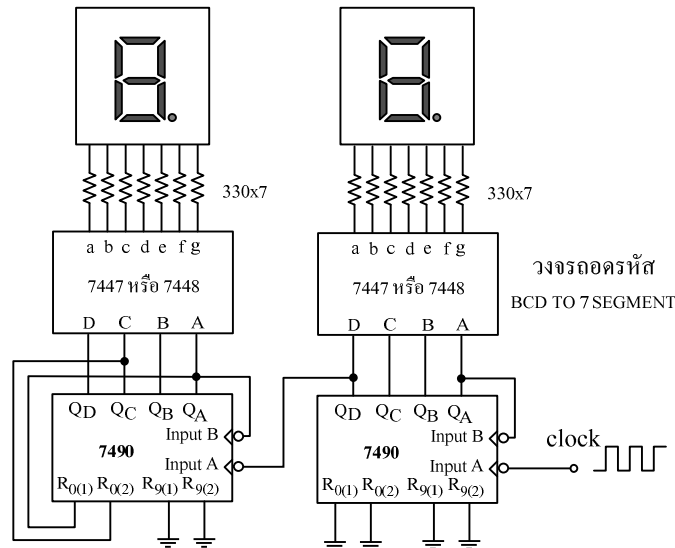 330x7
330x7
a b c d e f g
a b c d e f g
7447 หรือ 7448
7447 หรือ 7448
วงจรถอดรหัส
BCD TO 7 SEGMENT
D C B A
D C B A
QD QC QB QA
Input B
7490
Input A
R0(1) R0(2) R9(1) R9(2)
QD QC QB QA
Input B
7490
Input A
R0(1) R0(2) R9(1) R9(2)
clock